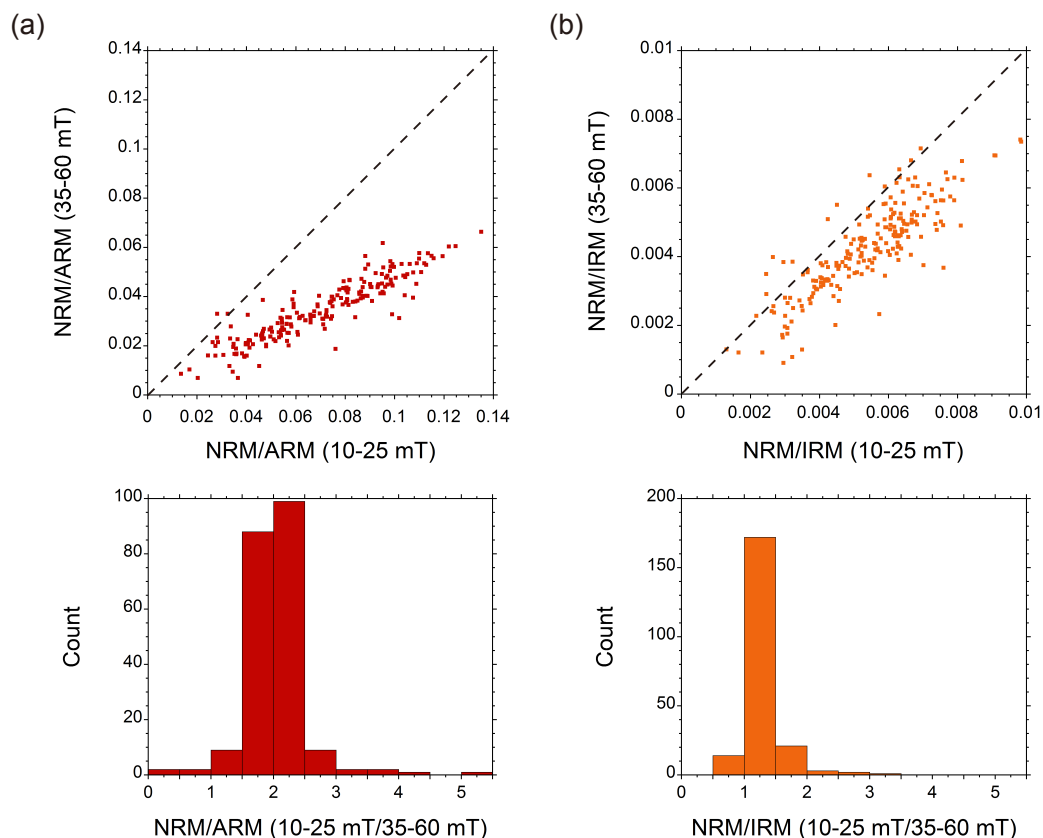 (a)
0.14
0.12
0.1
0.08
0.06
0.04
0.02
0
NRM/ARM (35-60 mT)
0 0.02 0.04 0.06 0.08 0.1 0.12 0.14
NRM/ARM (10-25 mT)
(b)
0.01
0.008
0.006
0.004
0.002
0
NRM/IRM (35-60 mT)
0 0.002 0.004 0.006 0.008 0.01
NRM/IRM (10-25 mT)
100
80
60
40
20
0
Count
0 1 2 3 4 5
NRM/ARM (10-25 mT/35-60 mT)
200
150
100
50
0
Count
0 1 2 3 4 5
NRM/IRM (10-25 mT/35-60 mT)